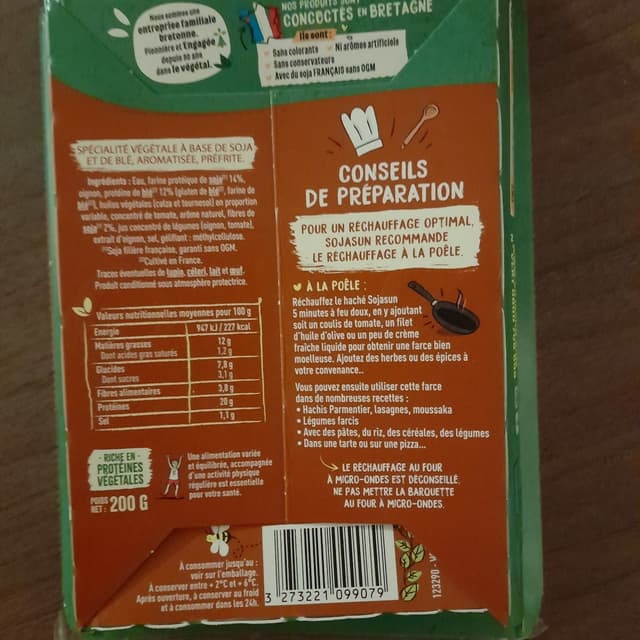 Nous sommes une
entreprise familiale
bretonne.
Pionnière et Engagée
depuis 30 ans
dans le végétal.
NOS PRODUITS SONT
CONCOCTÉS EN BRETAGNE
Ils sont :
Sans colorants Ni arômes artificiels
Sans conservateurs
Avec du soja FRANÇAIS sans OGM
SPÉCIALITÉ VÉGÉTALE À BASE DE SOJA
ET DE BLÉ, AROMATISÉE, PRÉFRITE.
Ingrédients : Eau, farine protéique de soja(1) 14%,
oignon, protéine de blé(2) 12% (gluten de blé(2), farine de
blé(2)), huiles végétales (colza et tournesol) en proportion
variable, concentré de tomate, arôme naturel, fibres de
soja(1) 2%, jus concentré de légumes (oignon, tomate),
extrait d'oignon, sel, gélifiant : méthylcellulose.
(1)Soja filière française, garanti sans OGM.
(2)Cultivé en France.
Traces éventuelles de lupin, céleri, lait et œuf.
Produit conditionné sous atmosphère protectrice.
Valeurs nutritionnelles moyennes pour 100 g
Energie 947 kJ / 227 kcal
Matières grasses 12 g
Dont acides gras saturés 1,2 g
Glucides 7,8 g
Dont sucres 3,1 g
Fibres alimentaires 3,8 g
Protéines 20 g
Sel 1,1 g
- RICHE EN -
PROTÉINES
VÉGÉTALES
POIDS
NET : 200 G
Une alimentation variée
et équilibrée, accompagnée
d'une activité physique
régulière est essentielle
pour votre santé.
CONSEILS
DE PRÉPARATION
POUR UN RÉCHAUFFAGE OPTIMAL,
SOJASUN RECOMMANDE
LE RÉCHAUFFAGE À LA POÊLE.
À LA POÊLE :
Réchauffez le haché Sojasun
5 minutes à feu doux, en y ajoutant
soit un coulis de tomate, un filet
d'huile d'olive ou un peu de crème
fraîche liquide pour obtenir une farce bien
moelleuse. Ajoutez des herbes ou des épices à
votre convenance...
Vous pouvez ensuite utiliser cette farce
dans de nombreuses recettes :
• Hachis Parmentier, lasagnes, moussaka
• Légumes farcis
• Avec des pâtes, du riz, des céréales, des légumes
• Dans une tarte ou sur une pizza...
LE RÉCHAUFFAGE AU FOUR
À MICRO-ONDES EST DÉCONSEILLÉ.
NE PAS METTRE LA BARQUETTE
AU FOUR À MICRO-ONDES.
À consommer jusqu'au :
voir sur l'emballage.
À conserver entre + 2°C et + 6°C.
Après ouverture, à conserver au froid
et à consommer dans les 24h.
3 273221 099079
123290 - V